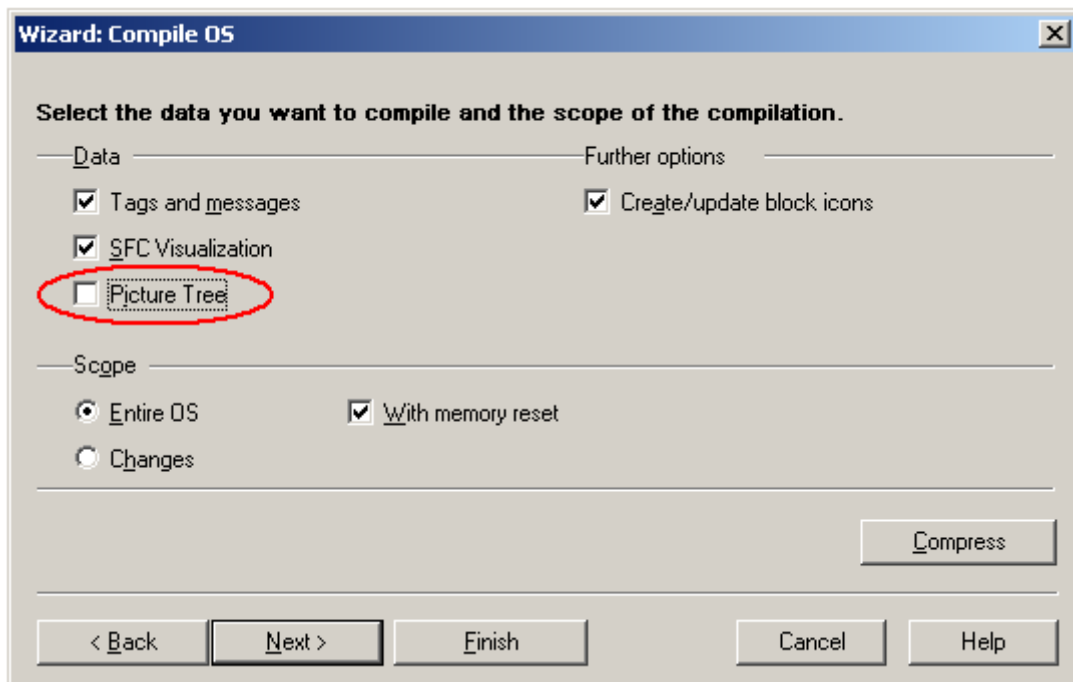 Wizard: Compile OS
Select the data you want to compile and the scope of the compilation.
Data
Further options
Tags and messages
Create/update block icons
SFC Visualization
Picture Tree
Scope
Entire OS
With memory reset
Changes
Compress
< Back
Next >
Finish
Cancel
Help